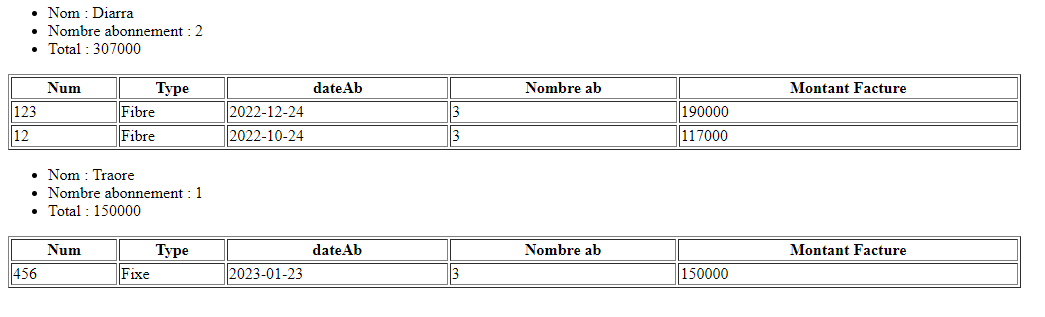 Nom : Diarra
Nombre abonnement : 2
Total : 307000
Num Type dateAb Nombre ab Montant Facture
123 Fibre 2022-12-24 3 190000
12 Fibre 2022-10-24 3 117000
Nom : Traore
Nombre abonnement : 1
Total : 150000
Num Type dateAb Nombre ab Montant Facture
456 Fixe 2023-01-23 3 150000